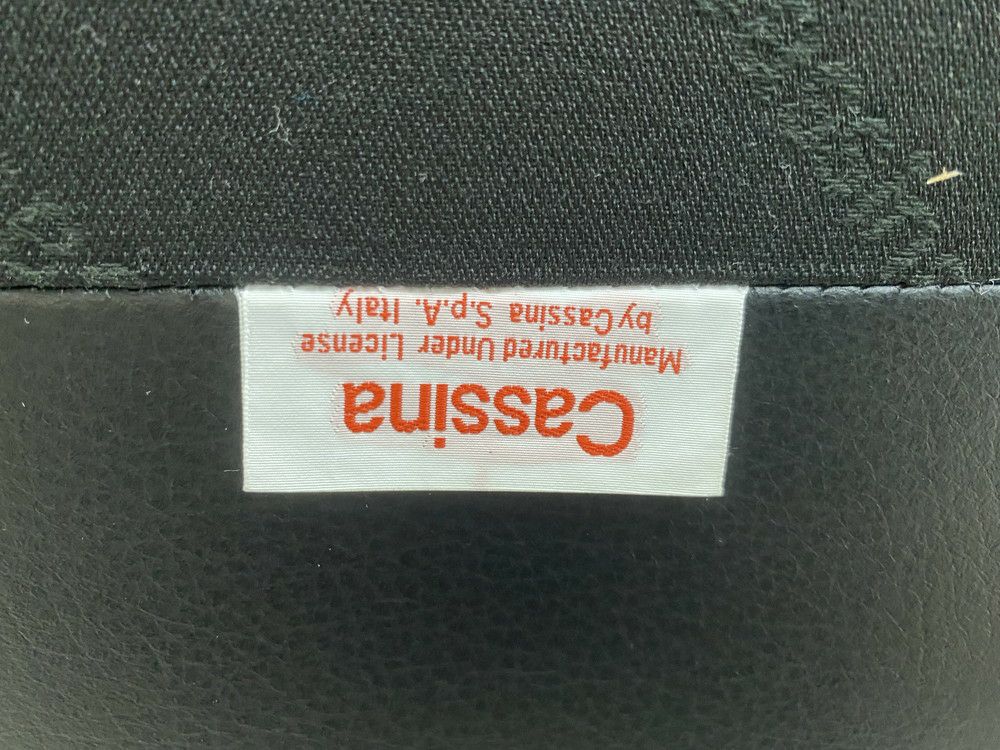 Cassina
Manufactured Under License
by Cassina S.p.A. Italy